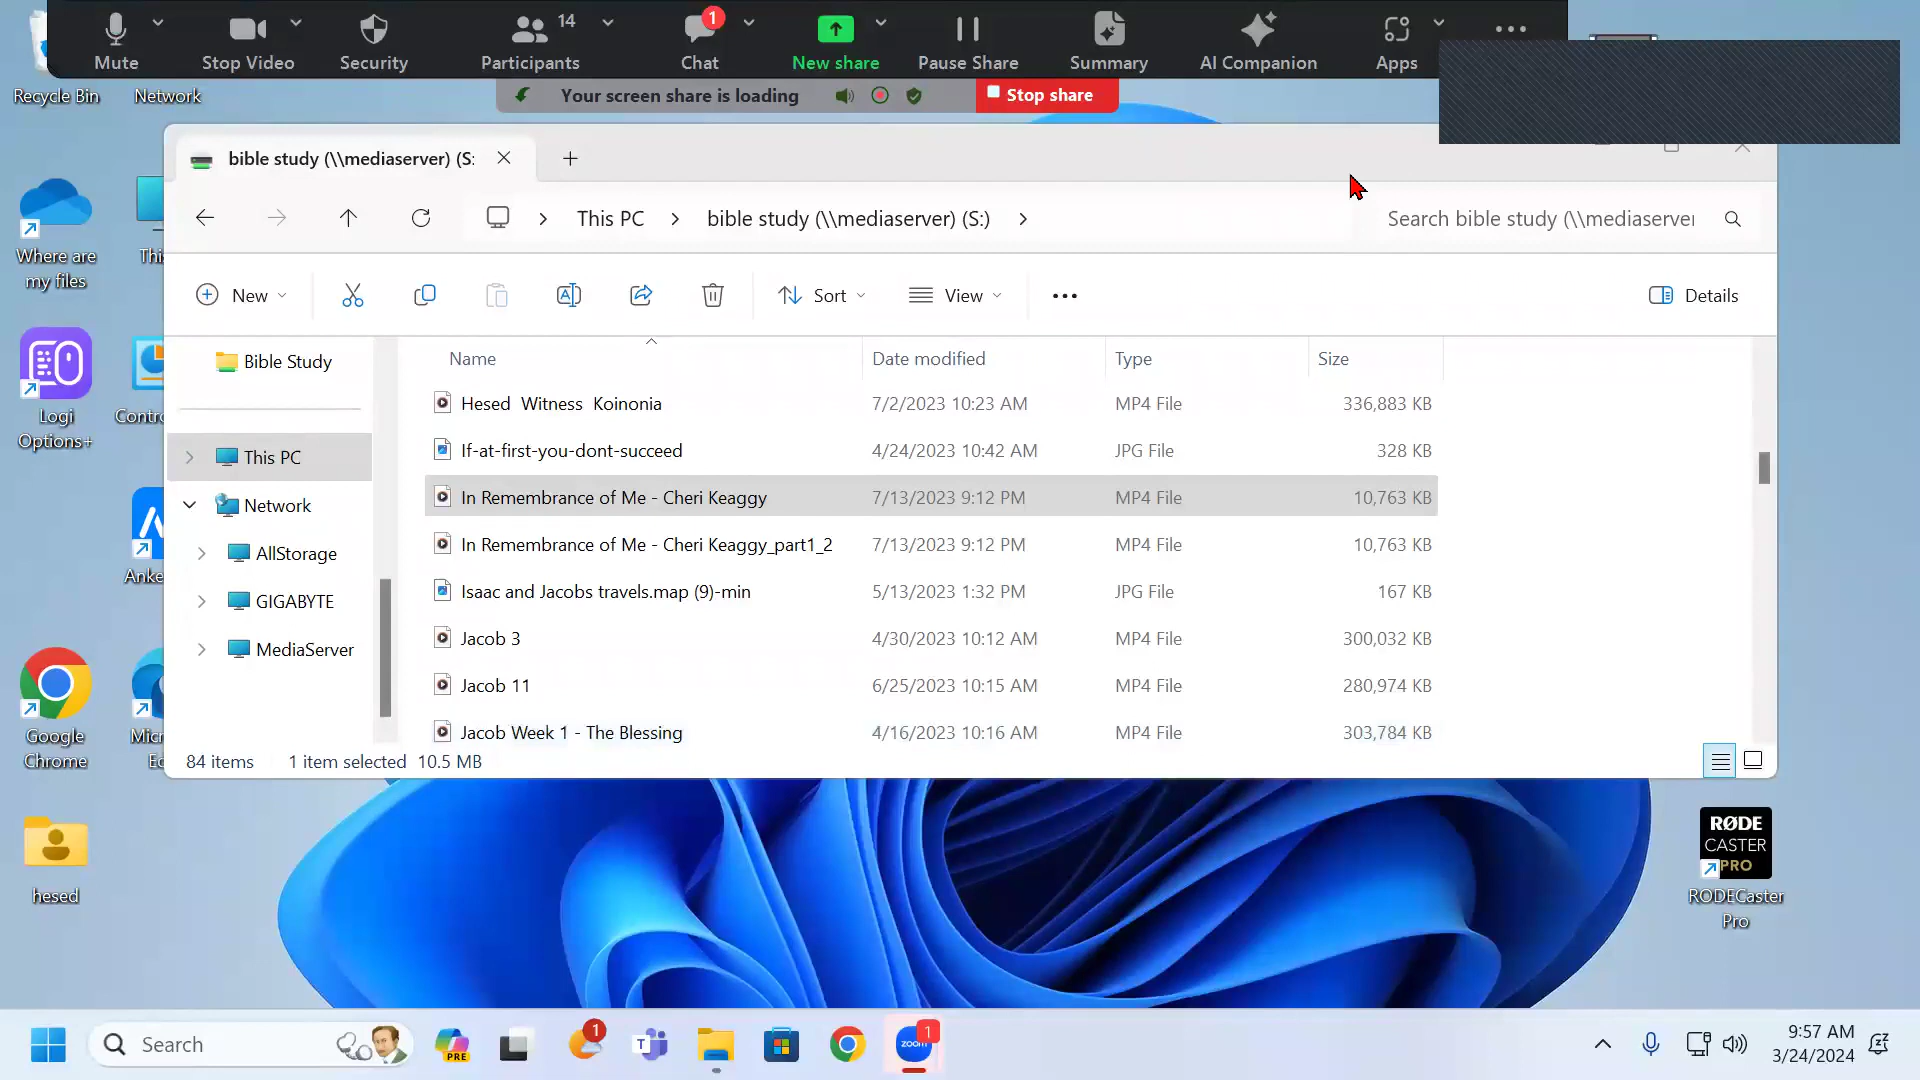 Mute
Stop Video
Security
Participants
14
Chat
1
New share
Pause Share
Summary
AI Companion
Apps
Your screen share is loading
Stop share
Recycle Bin
Network
bible study (\\mediaserver) (S:
This PC
bible study (\\mediaserver) (S:)
Search bible study (\\mediaserver
New
Sort
View
Details
Where are
my files
Logi
Options+
Google
Chrome
hesed
Bible Study
This PC
Network
AllStorage
GIGABYTE
MediaServer
Name Date modified Type Size
Hesed  Witness  Koinonia 7/2/2023 10:23 AM MP4 File 336,883 KB
If-at-first-you-dont-succeed 4/24/2023 10:42 AM JPG File 328 KB
In Remembrance of Me - Cheri Keaggy 7/13/2023 9:12 PM MP4 File 10,763 KB
In Remembrance of Me - Cheri Keaggy_part1_2 7/13/2023 9:12 PM MP4 File 10,763 KB
Isaac and Jacobs travels.map (9)-min 5/13/2023 1:32 PM JPG File 167 KB
Jacob 3 4/30/2023 10:12 AM MP4 File 300,032 KB
Jacob 11 6/25/2023 10:15 AM MP4 File 280,974 KB
Jacob Week 1 - The Blessing 4/16/2023 10:16 AM MP4 File 303,784 KB
84 items 1 item selected 10.5 MB
RØDE
CASTER
PRO
RODECaster
Pro
Search
PRE
1
T
zoom
1
9:57 AM
3/24/2024